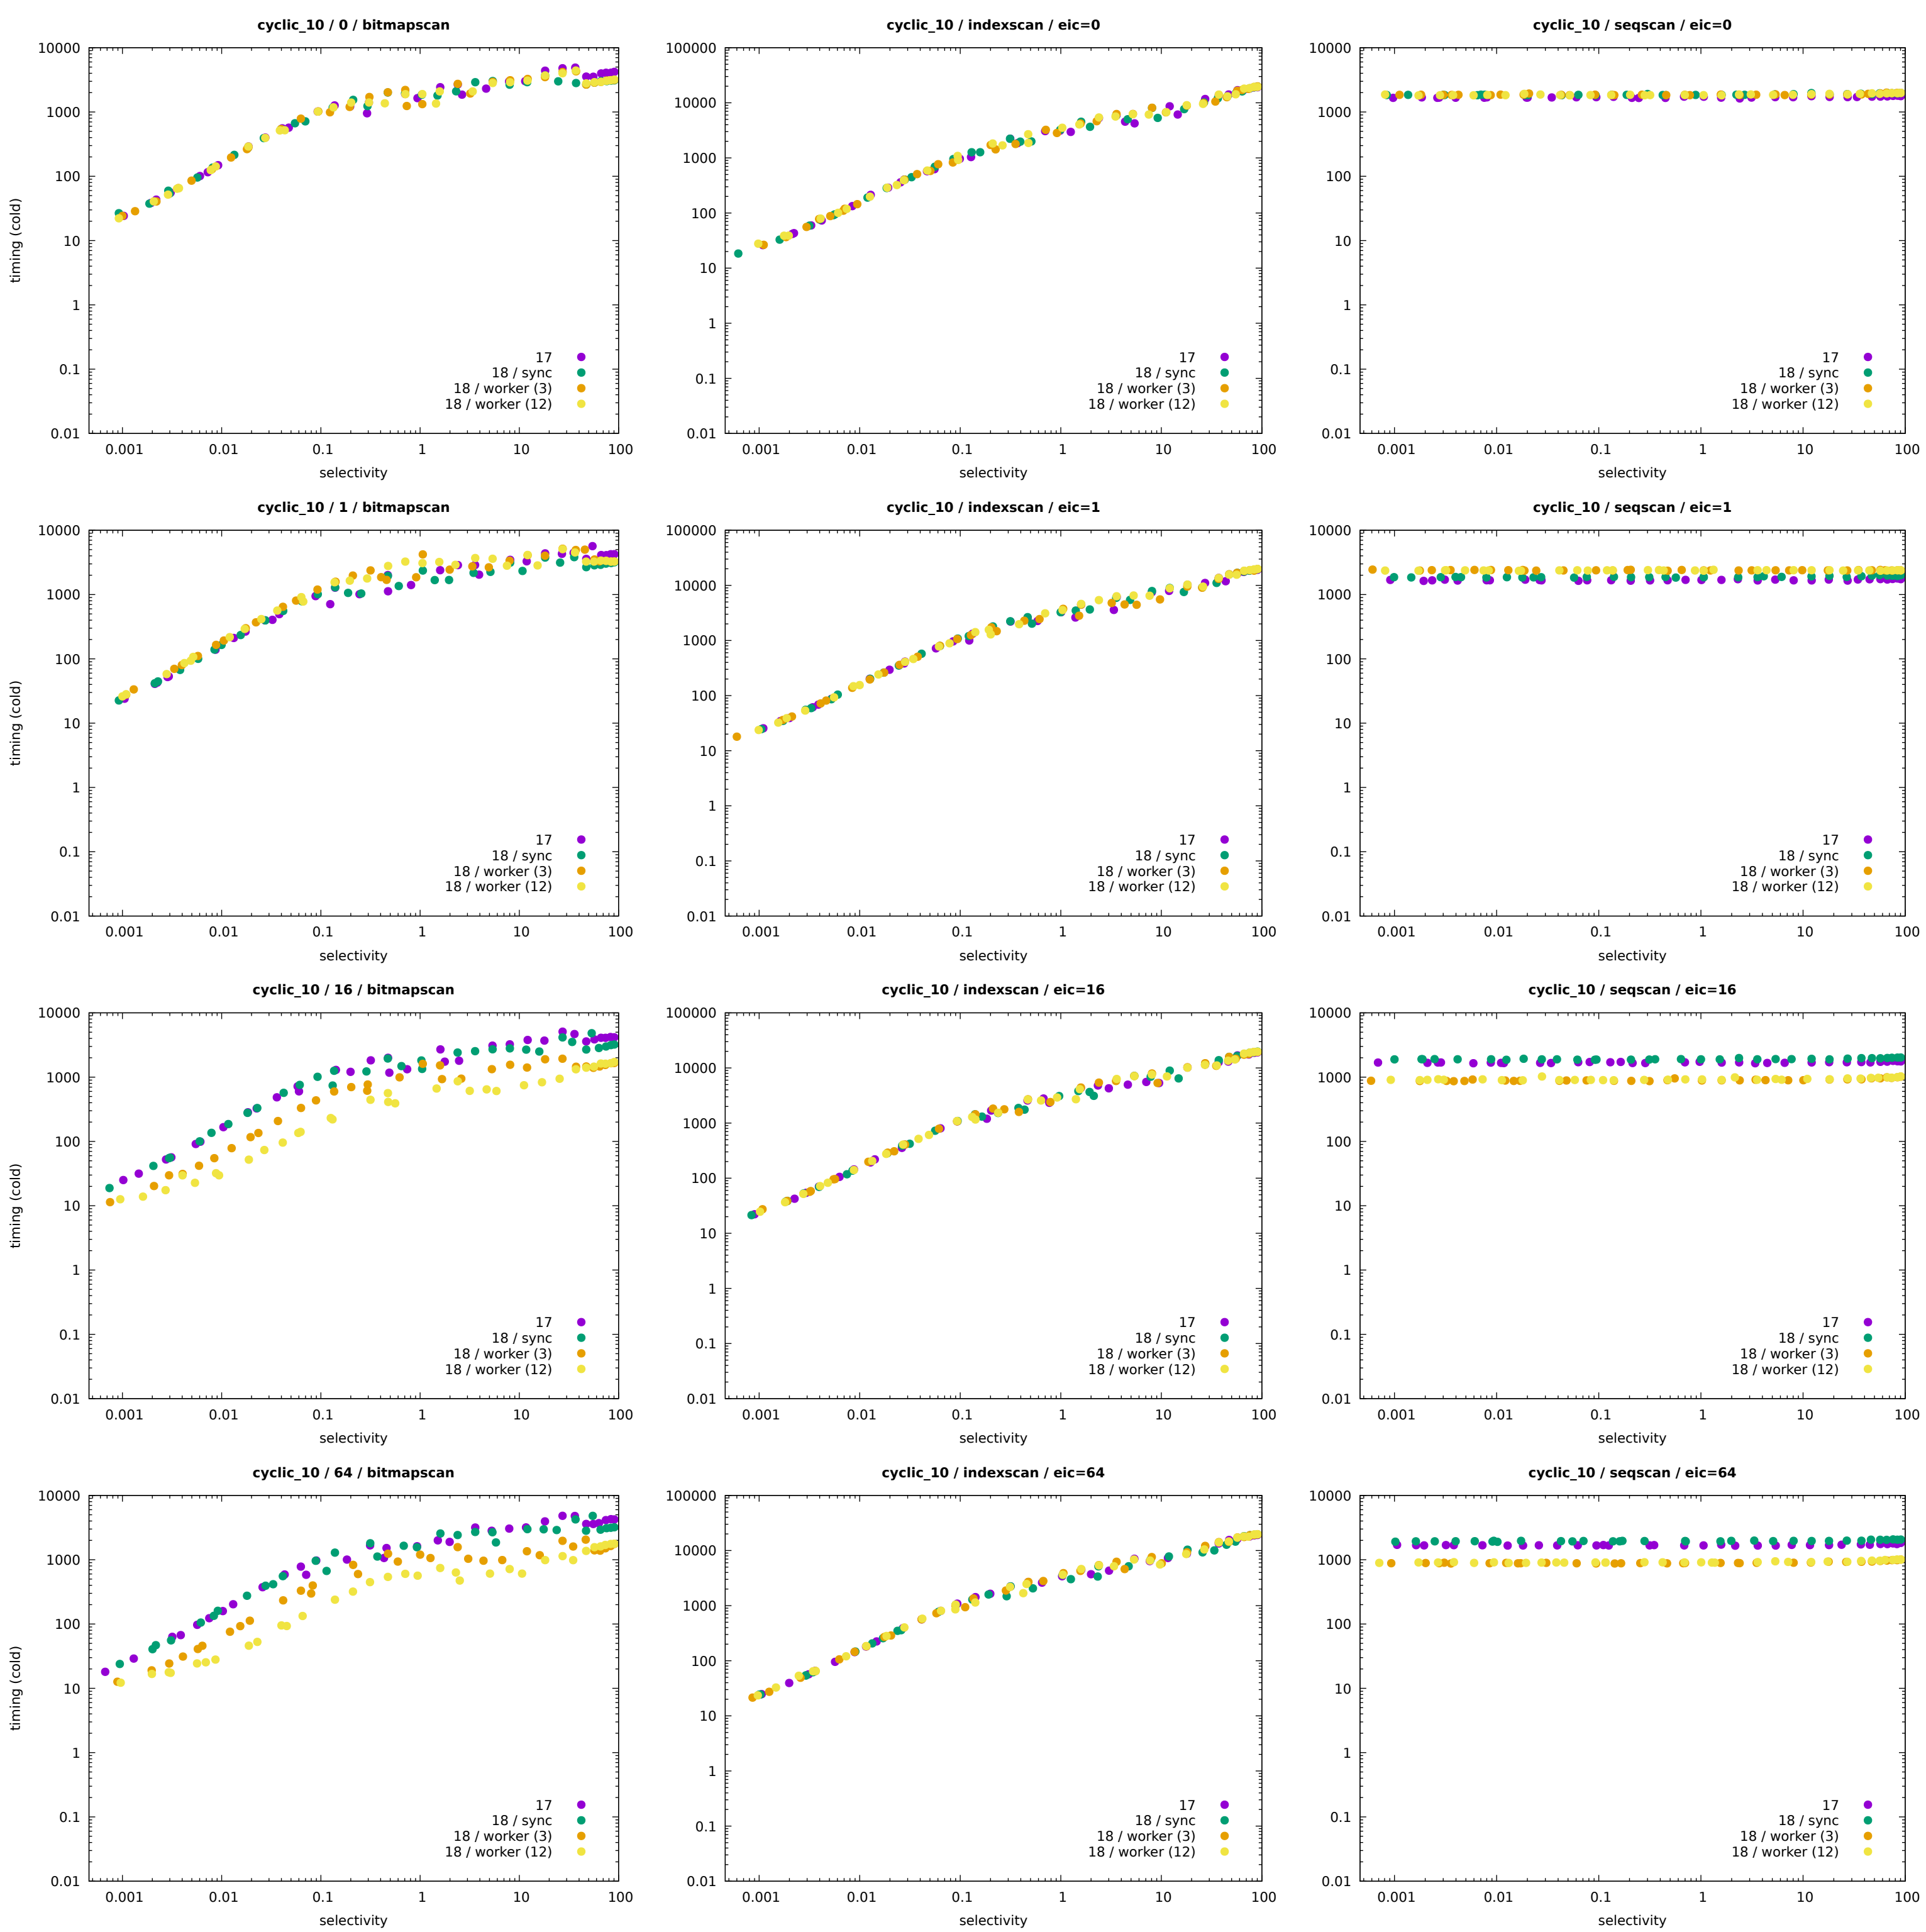 cyclic_10 / 0 / bitmapscan
timing (cold)
10000
1000
100
10
1
0.1
0.01
17
18 / sync
18 / worker (3)
18 / worker (12)
0.001 0.01 0.1 1 10 100
selectivity
cyclic_10 / indexscan / eic=0
100000
10000
1000
100
10
1
0.1
0.01
17
18 / sync
18 / worker (3)
18 / worker (12)
0.001 0.01 0.1 1 10 100
selectivity
cyclic_10 / seqscan / eic=0
10000
1000
100
10
1
0.1
0.01
17
18 / sync
18 / worker (3)
18 / worker (12)
0.001 0.01 0.1 1 10 100
selectivity
cyclic_10 / 1 / bitmapscan
timing (cold)
10000
1000
100
10
1
0.1
0.01
17
18 / sync
18 / worker (3)
18 / worker (12)
0.001 0.01 0.1 1 10 100
selectivity
cyclic_10 / indexscan / eic=1
100000
10000
1000
100
10
1
0.1
0.01
17
18 / sync
18 / worker (3)
18 / worker (12)
0.001 0.01 0.1 1 10 100
selectivity
cyclic_10 / seqscan / eic=1
10000
1000
100
10
1
0.1
0.01
17
18 / sync
18 / worker (3)
18 / worker (12)
0.001 0.01 0.1 1 10 100
selectivity
cyclic_10 / 16 / bitmapscan
timing (cold)
10000
1000
100
10
1
0.1
0.01
17
18 / sync
18 / worker (3)
18 / worker (12)
0.001 0.01 0.1 1 10 100
selectivity
cyclic_10 / indexscan / eic=16
100000
10000
1000
100
10
1
0.1
0.01
17
18 / sync
18 / worker (3)
18 / worker (12)
0.001 0.01 0.1 1 10 100
selectivity
cyclic_10 / seqscan / eic=16
10000
1000
100
10
1
0.1
0.01
17
18 / sync
18 / worker (3)
18 / worker (12)
0.001 0.01 0.1 1 10 100
selectivity
cyclic_10 / 64 / bitmapscan
timing (cold)
10000
1000
100
10
1
0.1
0.01
17
18 / sync
18 / worker (3)
18 / worker (12)
0.001 0.01 0.1 1 10 100
selectivity
cyclic_10 / indexscan / eic=64
100000
10000
1000
100
10
1
0.1
0.01
17
18 / sync
18 / worker (3)
18 / worker (12)
0.001 0.01 0.1 1 10 100
selectivity
cyclic_10 / seqscan / eic=64
10000
1000
100
10
1
0.1
0.01
17
18 / sync
18 / worker (3)
18 / worker (12)
0.001 0.01 0.1 1 10 100
selectivity